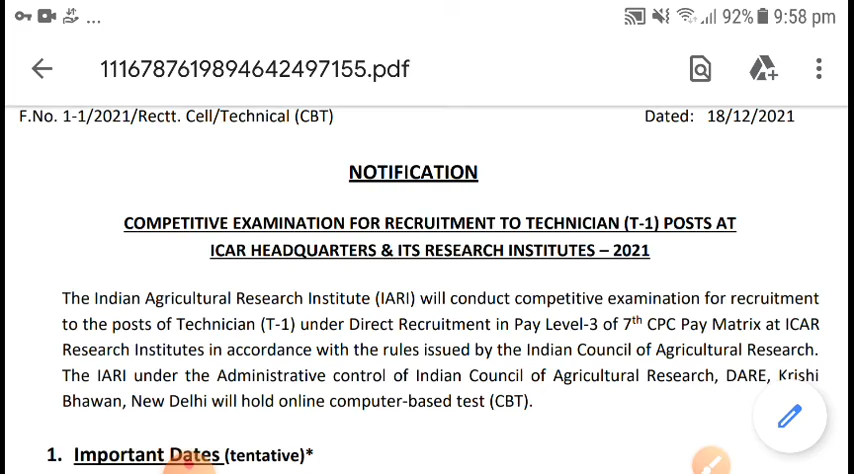 ... 92% 9:58 pm
1116787619894642497155.pdf
F.No. 1-1/2021/Rectt. Cell/Technical (CBT) Dated: 18/12/2021
NOTIFICATION
COMPETITIVE EXAMINATION FOR RECRUITMENT TO TECHNICIAN (T-1) POSTS AT
ICAR HEADQUARTERS & ITS RESEARCH INSTITUTES – 2021
The Indian Agricultural Research Institute (IARI) will conduct competitive examination for recruitment
to the posts of Technician (T-1) under Direct Recruitment in Pay Level-3 of 7th CPC Pay Matrix at ICAR
Research Institutes in accordance with the rules issued by the Indian Council of Agricultural Research.
The IARI under the Administrative control of Indian Council of Agricultural Research, DARE, Krishi
Bhawan, New Delhi will hold online computer-based test (CBT).
1. Important Dates (tentative)*